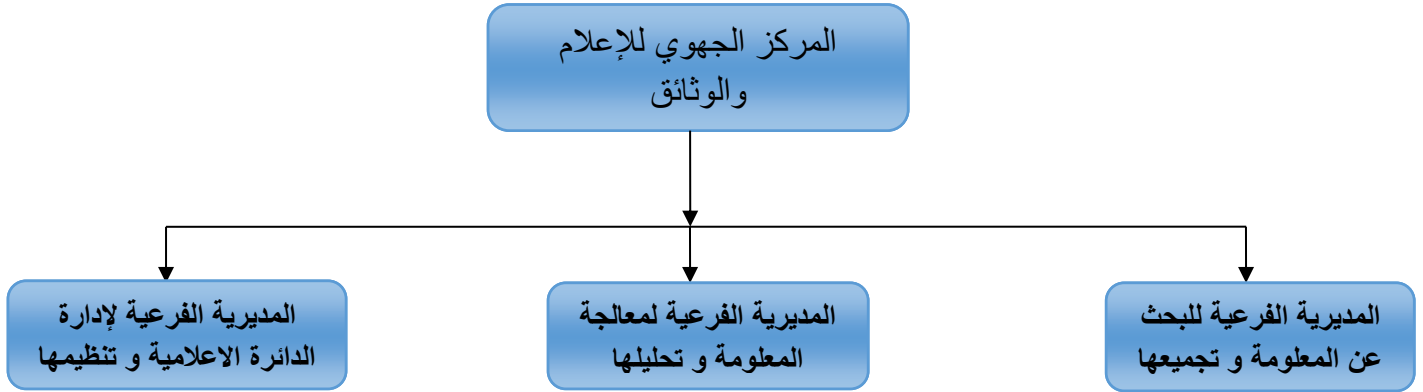 المركز الجهوي للإعلام
والوثائق
المديرية الفرعية للبحث
عن المعلومة و تجميعها
المديرية الفرعية لمعالجة
المعلومة و تحليلها
المديرية الفرعية لإدارة
الدائرة الاعلامية و تنظيمها